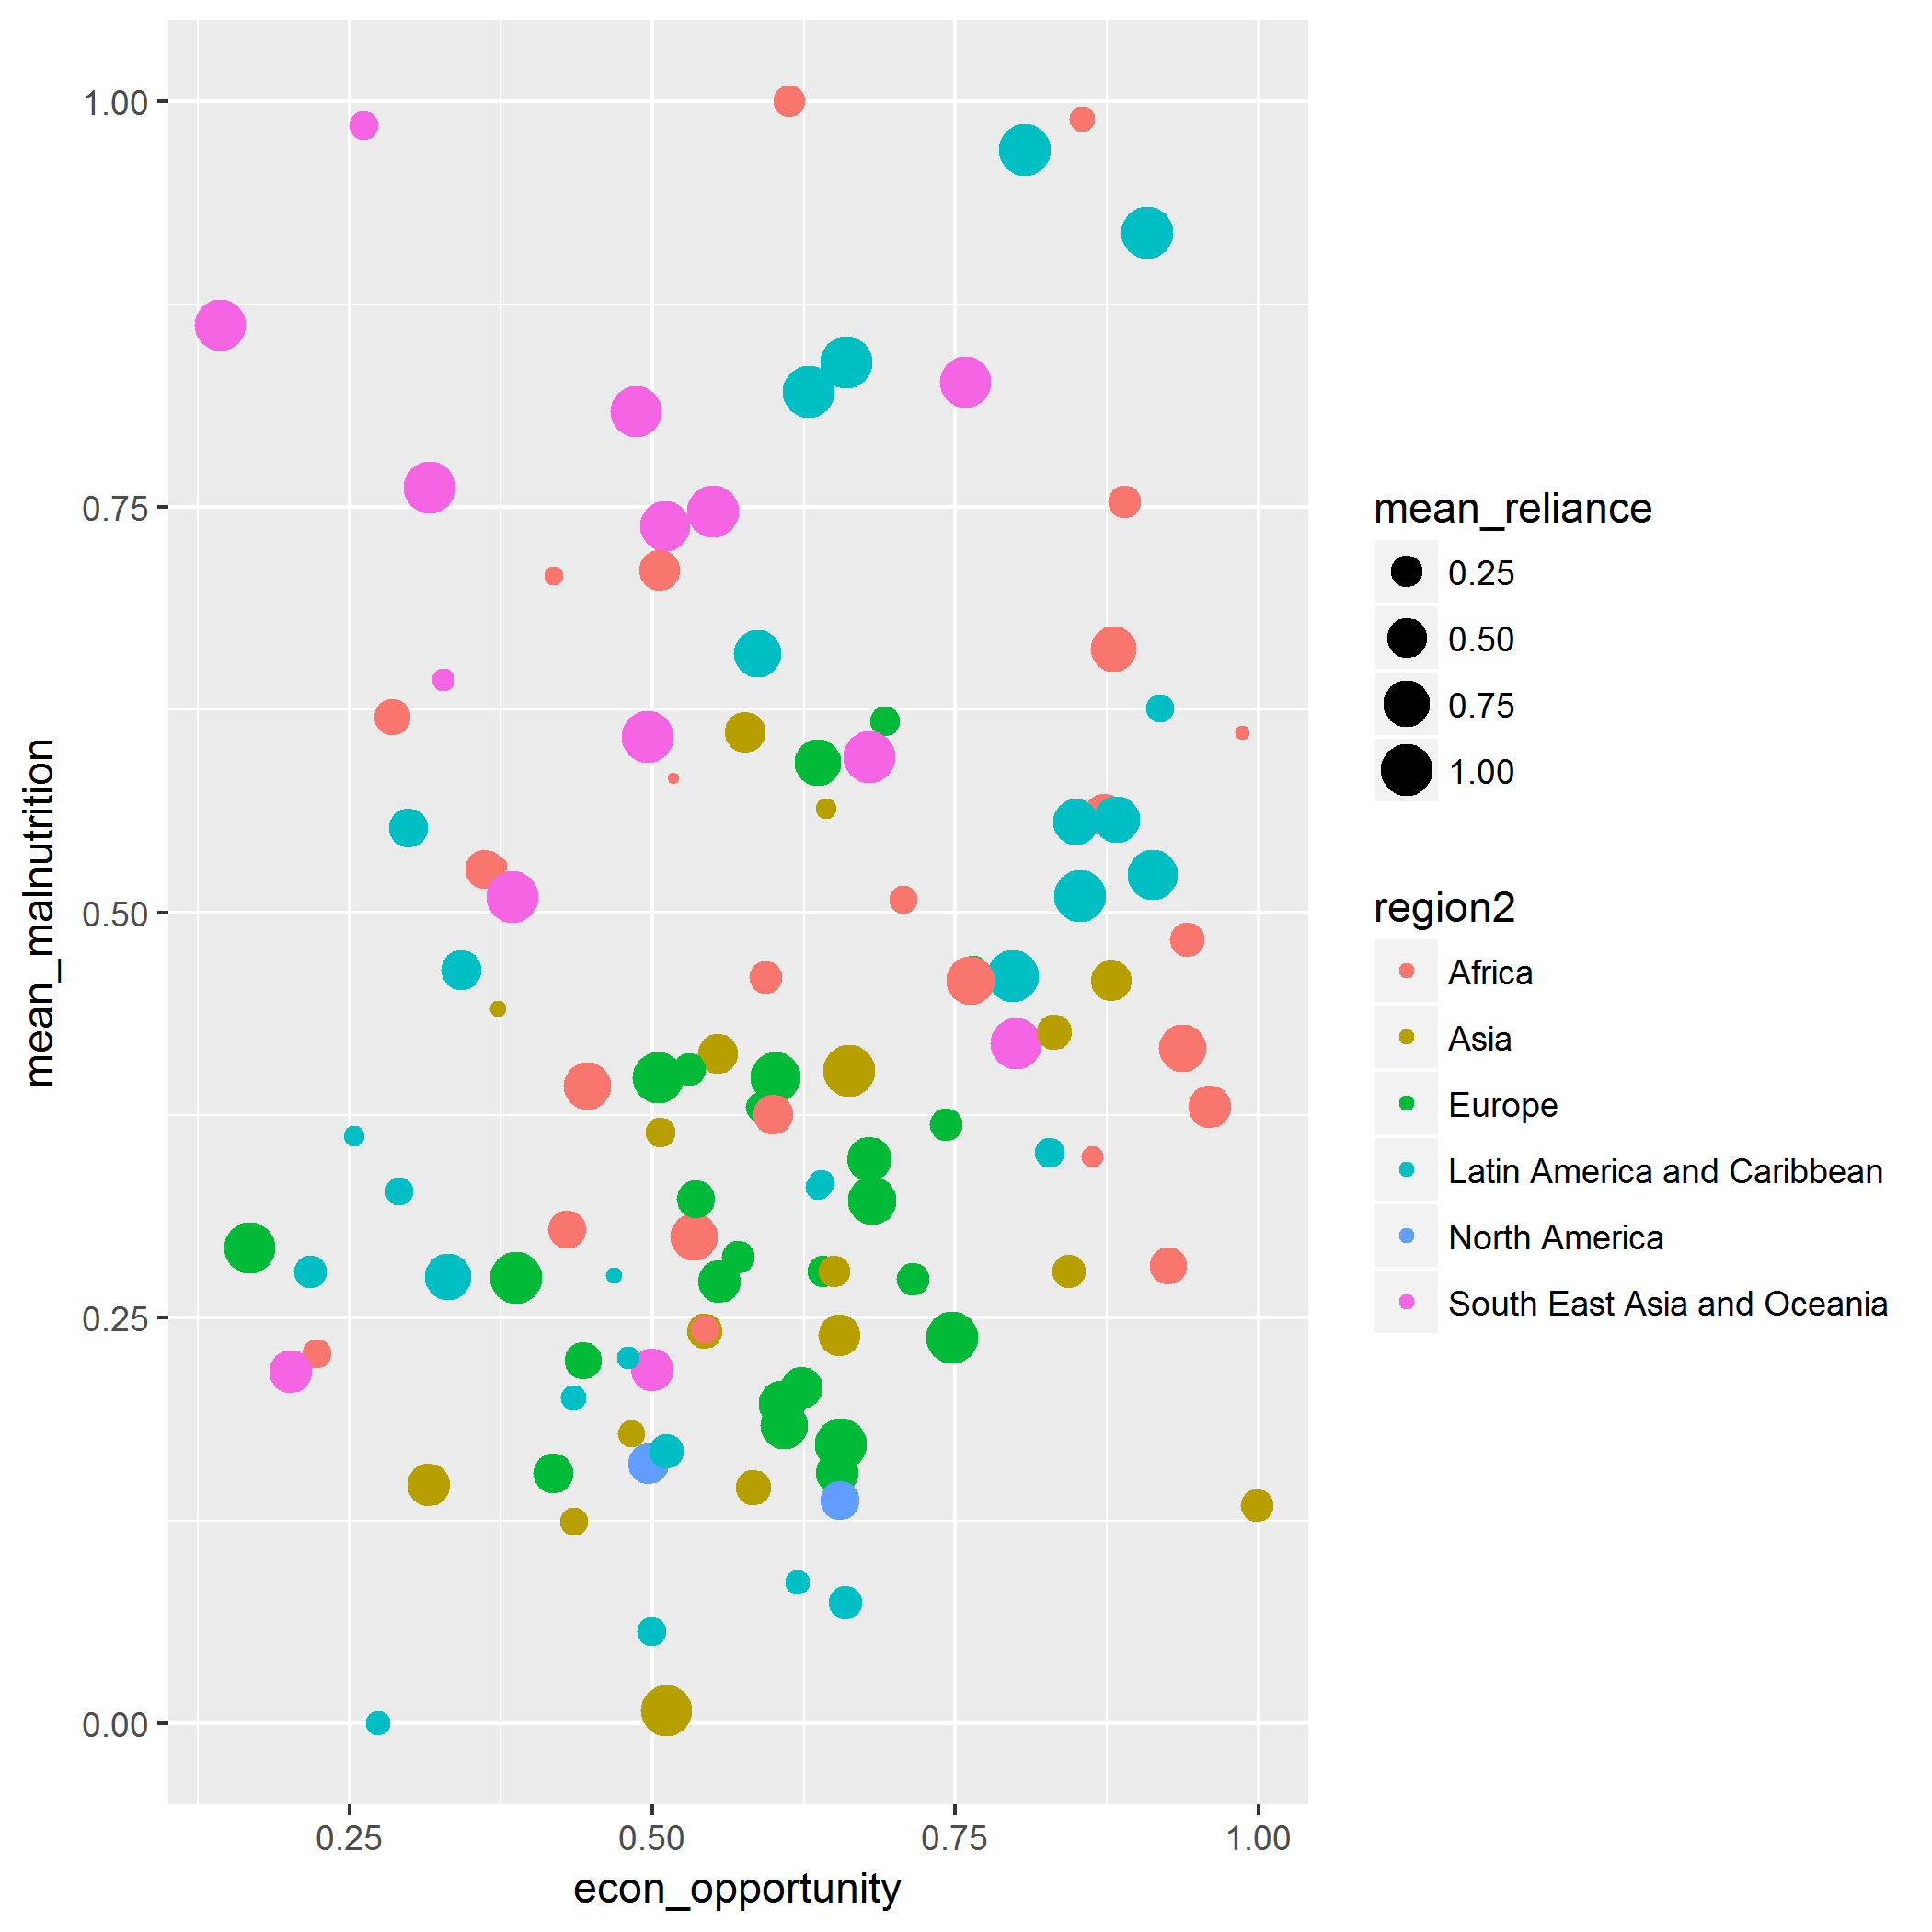 1.00
0.75
0.50
0.25
0.00
mean_malnutrition
0.25
0.50
0.75
1.00
econ_opportunity
mean_reliance
0.25
0.50
0.75
1.00
region2
Africa
Asia
Europe
Latin America and Caribbean
North America
South East Asia and Oceania